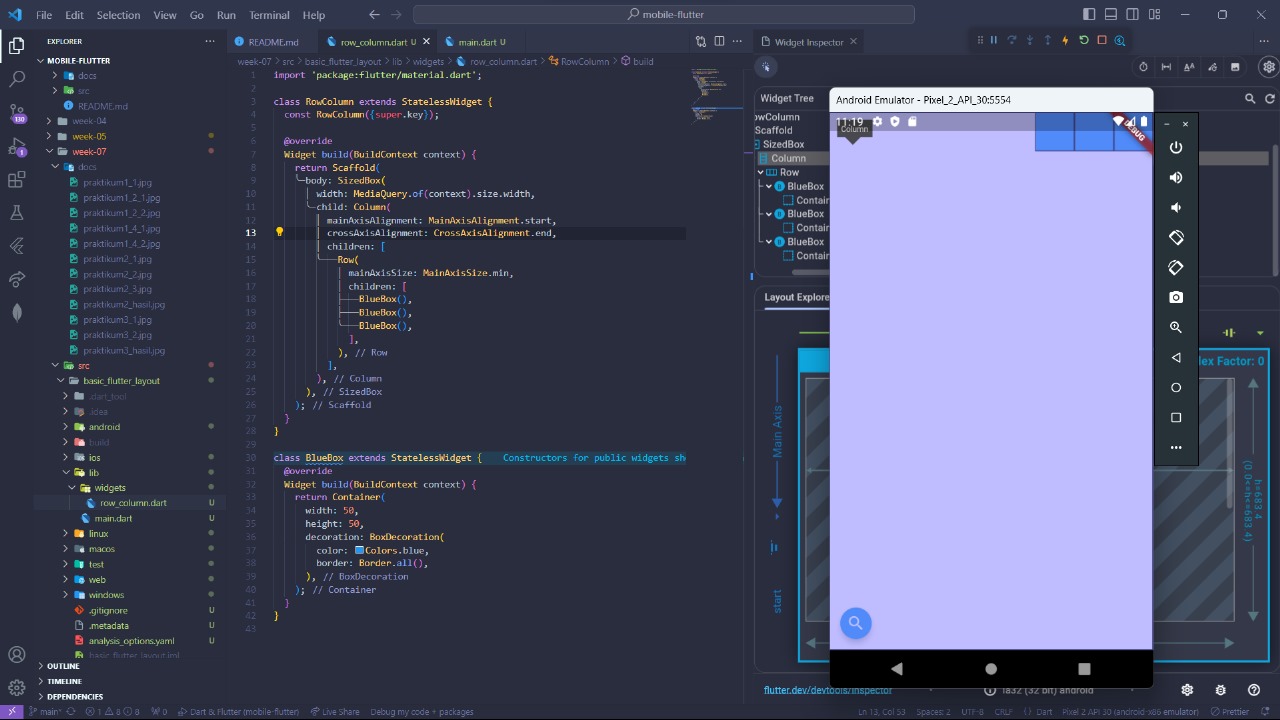 File Edit Selection View Go Run Terminal Help
mobile-flutter
EXPLORER
MOBILE-FLUTTER
docs
src
README.md
week-04
week-05
week-07
docs
praktikum1_1.jpg
praktikum1_2_1.jpg
praktikum1_2_2.jpg
praktikum1_4_1.jpg
praktikum1_4_2.jpg
praktikum2_1.jpg
praktikum2_2.jpg
praktikum2_3.jpg
praktikum2_hasil.jpg
praktikum3_1.jpg
praktikum3_2.jpg
praktikum3_hasil.jpg
src
basic_flutter_layout
.dart_tool
.idea
android
build
ios
lib
widgets
row_column.dart U
main.dart U
linux
macos
test
web
windows
.gitignore U
.metadata U
analysis_options.yaml U
basic_flutter_layout.iml
OUTLINE
TIMELINE
DEPENDENCIES
130
1
README.md
row_column.dart U
main.dart U
week-07 > src > basic_flutter_layout > lib > widgets > row_column.dart > RowColumn > build
1 import 'package:flutter/material.dart';
2
3 class RowColumn extends StatelessWidget {
4 const RowColumn({super.key});
5
6 @override
7 Widget build(BuildContext context) {
8 return Scaffold(
9 body: SizedBox(
10 width: MediaQuery.of(context).size.width,
11 child: Column(
12 mainAxisAlignment: MainAxisAlignment.start,
13 crossAxisAlignment: CrossAxisAlignment.end,
14 children: [
15 Row(
16 mainAxisSize: MainAxisSize.min,
17 children: [
18 BlueBox(),
19 BlueBox(),
20 BlueBox(),
21 ],
22 ), // Row
23 ],
24 ), // Column
25 ), // SizedBox
26 ); // Scaffold
27 }
28 }
29
30 class BlueBox extends StatelessWidget { Constructors for public widgets sh
31 @override
32 Widget build(BuildContext context) {
33 return Container(
34 width: 50,
35 height: 50,
36 decoration: BoxDecoration(
37 color: Colors.blue,
38 border: Border.all(),
39 ), // BoxDecoration
40 ); // Container
41 }
42 }
43
Widget Inspector
Widget Tree
RowColumn
Scaffold
SizedBox
Column
Row
BlueBox
Contain
BlueBox
Contain
BlueBox
Contain
Layout Explore
Main Axis
start
Flex Factor: 0
h=683.4
(0.0<=h<=683.4)
flutter.dev/devtools/inspector
ia32 (32 bit) android
Android Emulator - Pixel_2_API_30:5554
11:19
Column
DEBUG
main*
1 8 8
0
Dart & Flutter (mobile-flutter)
Live Share
Debug my code + packages
Ln 13, Col 53
Spaces: 2
UTF-8
CRLF
Dart
Pixel 2 API 30 (android-x86 emulator)
Prettier